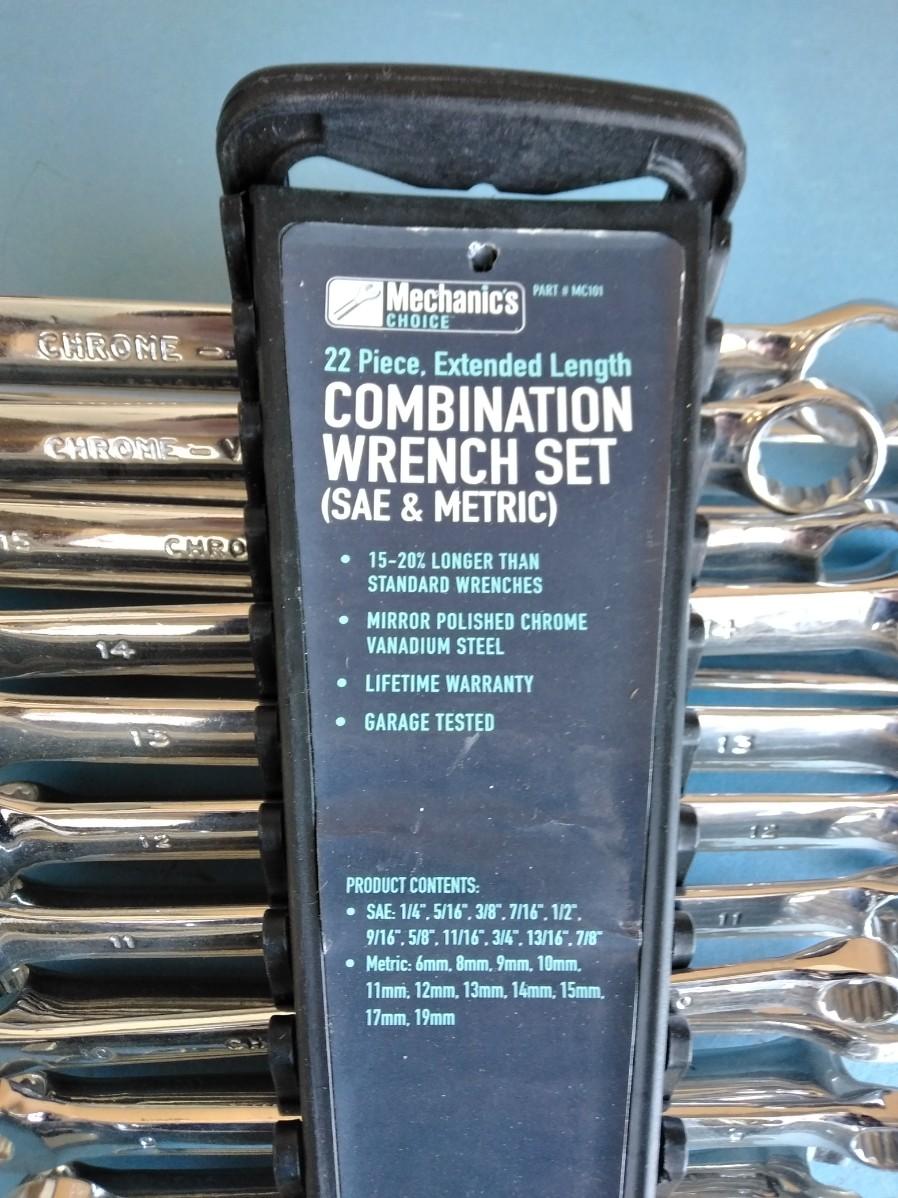 Mechanic's
CHOICE
PART # MC101
22 Piece, Extended Length
COMBINATION
WRENCH SET
(SAE & METRIC)
• 15-20% LONGER THAN
STANDARD WRENCHES
• MIRROR POLISHED CHROME
VANADIUM STEEL
• LIFETIME WARRANTY
• GARAGE TESTED
PRODUCT CONTENTS:
• SAE: 1/4", 5/16", 3/8", 7/16", 1/2",
9/16", 5/8", 11/16", 3/4", 13/16", 7/8"
• Metric: 6mm, 8mm, 9mm, 10mm,
11mm, 12mm, 13mm, 14mm, 15mm,
17mm, 19mm
CHROME -
CHROME - V
15 CHRO
14
13
12
11
CH
14
13
12
11